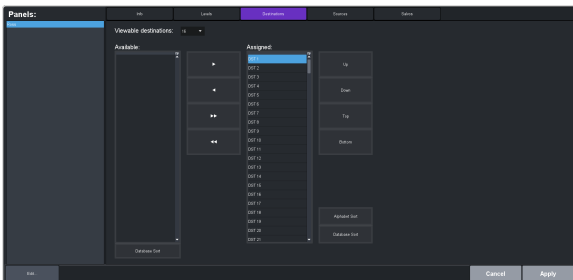 Panels:
Info
Levels
Destinations
Sources
Salvos
Viewable destinations:
16
Available:
Assigned:
DST 1
DST 2
DST 3
DST 4
DST 5
DST 6
DST 7
DST 8
DST 9
DST 10
DST 11
DST 12
DST 13
DST 14
DST 15
DST 16
DST 17
DST 18
DST 19
DST 20
DST 21
Up
Down
Top
Bottom
Alphabet Sort
Database Sort
Database Sort
Edit...
Cancel
Apply